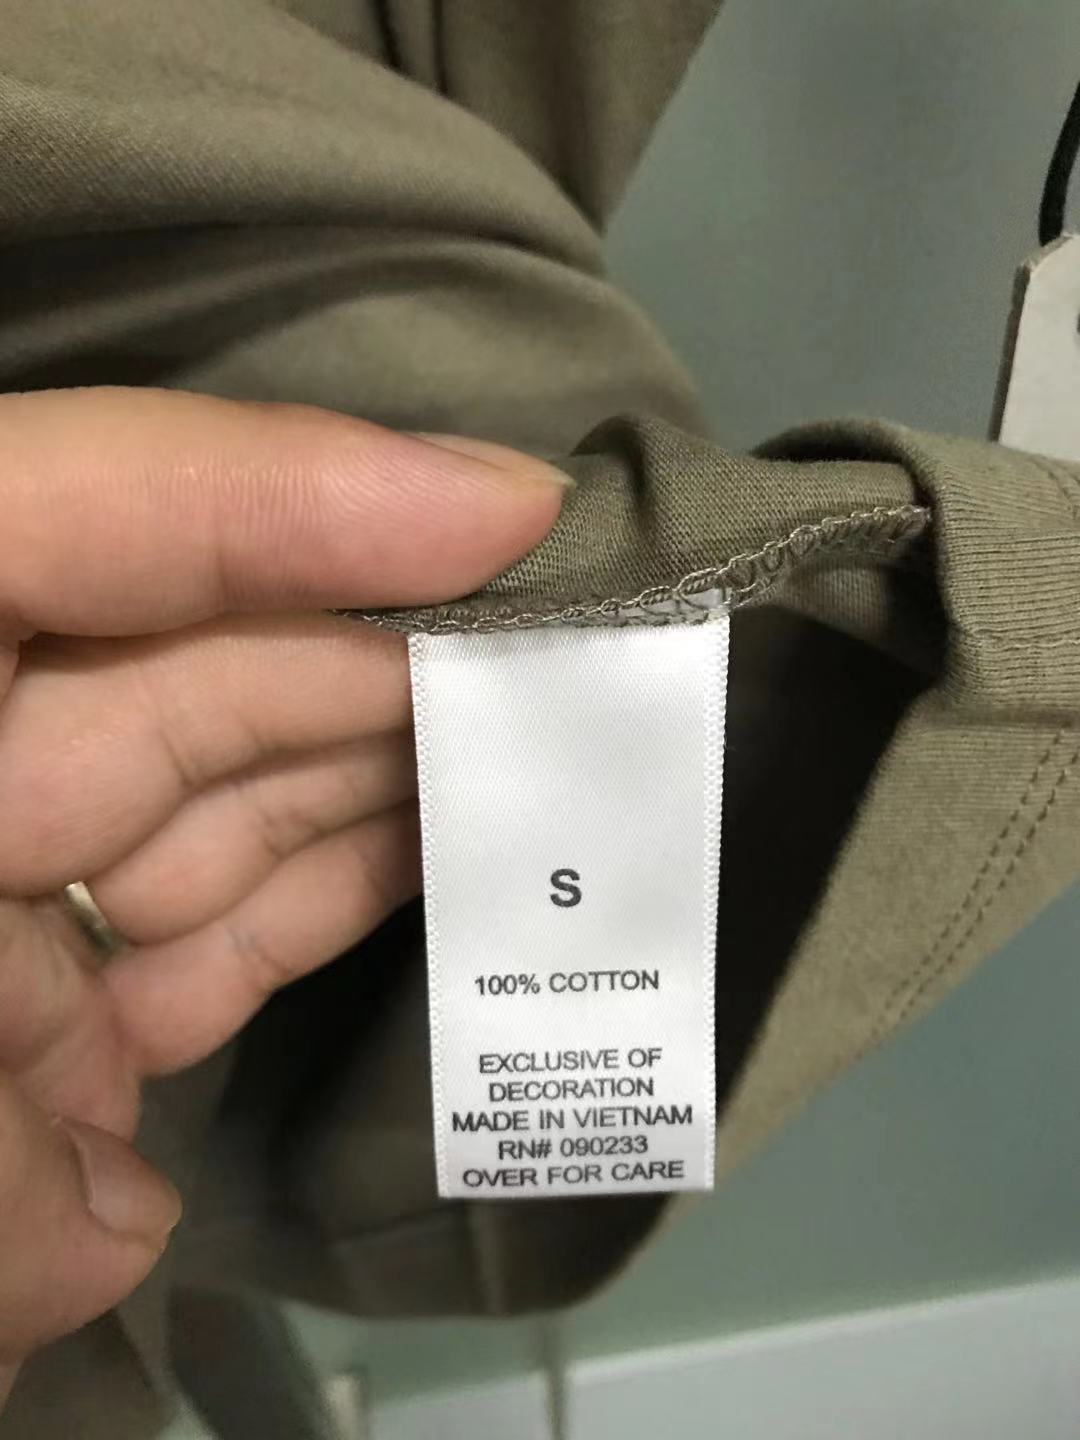 S
100% COTTON
EXCLUSIVE OF
DECORATION
MADE IN VIETNAM
RN# 090233
OVER FOR CARE